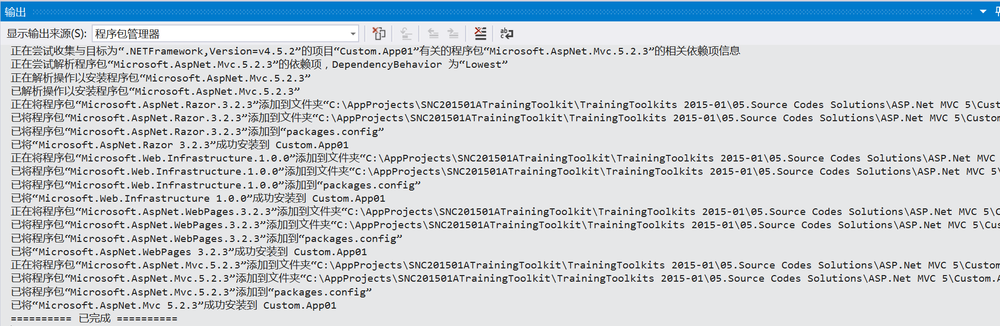 输出
显示输出来源(S): 程序包管理器
正在尝试收集与目标为“.NETFramework,Version=v4.5.2”的项目“Custom.App01”有关的程序包“Microsoft.AspNet.Mvc.5.2.3”的相关依赖项信息
正在尝试解析程序包“Microsoft.AspNet.Mvc.5.2.3”的依赖项，DependencyBehavior 为“Lowest”
正在解析操作以安装程序包“Microsoft.AspNet.Mvc.5.2.3”
已解析操作以安装程序包“Microsoft.AspNet.Mvc.5.2.3”
正在将程序包“Microsoft.AspNet.Razor.3.2.3”添加到文件夹“C:\AppProjects\SNC201501ATrainingToolkit\TrainingToolkits 2015-01\05.Source Codes Solutions\ASP.Net MVC 5\Cust
已将程序包“Microsoft.AspNet.Razor.3.2.3”添加到文件夹“C:\AppProjects\SNC201501ATrainingToolkit\TrainingToolkits 2015-01\05.Source Codes Solutions\ASP.Net MVC 5\Custom
已将程序包“Microsoft.AspNet.Razor.3.2.3”添加到“packages.config”
已将“Microsoft.AspNet.Razor 3.2.3”成功安装到 Custom.App01
正在将程序包“Microsoft.Web.Infrastructure.1.0.0”添加到文件夹“C:\AppProjects\SNC201501ATrainingToolkit\TrainingToolkits 2015-01\05.Source Codes Solutions\ASP.Net MVC
已将程序包“Microsoft.Web.Infrastructure.1.0.0”添加到文件夹“C:\AppProjects\SNC201501ATrainingToolkit\TrainingToolkits 2015-01\05.Source Codes Solutions\ASP.Net MVC 5\
已将程序包“Microsoft.Web.Infrastructure.1.0.0”添加到“packages.config”
已将“Microsoft.Web.Infrastructure 1.0.0”成功安装到 Custom.App01
正在将程序包“Microsoft.AspNet.WebPages.3.2.3”添加到文件夹“C:\AppProjects\SNC201501ATrainingToolkit\TrainingToolkits 2015-01\05.Source Codes Solutions\ASP.Net MVC 5\C
已将程序包“Microsoft.AspNet.WebPages.3.2.3”添加到文件夹“C:\AppProjects\SNC201501ATrainingToolkit\TrainingToolkits 2015-01\05.Source Codes Solutions\ASP.Net MVC 5\Cus
已将程序包“Microsoft.AspNet.WebPages.3.2.3”添加到“packages.config”
已将“Microsoft.AspNet.WebPages 3.2.3”成功安装到 Custom.App01
正在将程序包“Microsoft.AspNet.Mvc.5.2.3”添加到文件夹“C:\AppProjects\SNC201501ATrainingToolkit\TrainingToolkits 2015-01\05.Source Codes Solutions\ASP.Net MVC 5\Custom
已将程序包“Microsoft.AspNet.Mvc.5.2.3”添加到文件夹“C:\AppProjects\SNC201501ATrainingToolkit\TrainingToolkits 2015-01\05.Source Codes Solutions\ASP.Net MVC 5\Custom.A
已将程序包“Microsoft.AspNet.Mvc.5.2.3”添加到“packages.config”
已将“Microsoft.AspNet.Mvc 5.2.3”成功安装到 Custom.App01
========== 已完成 ==========